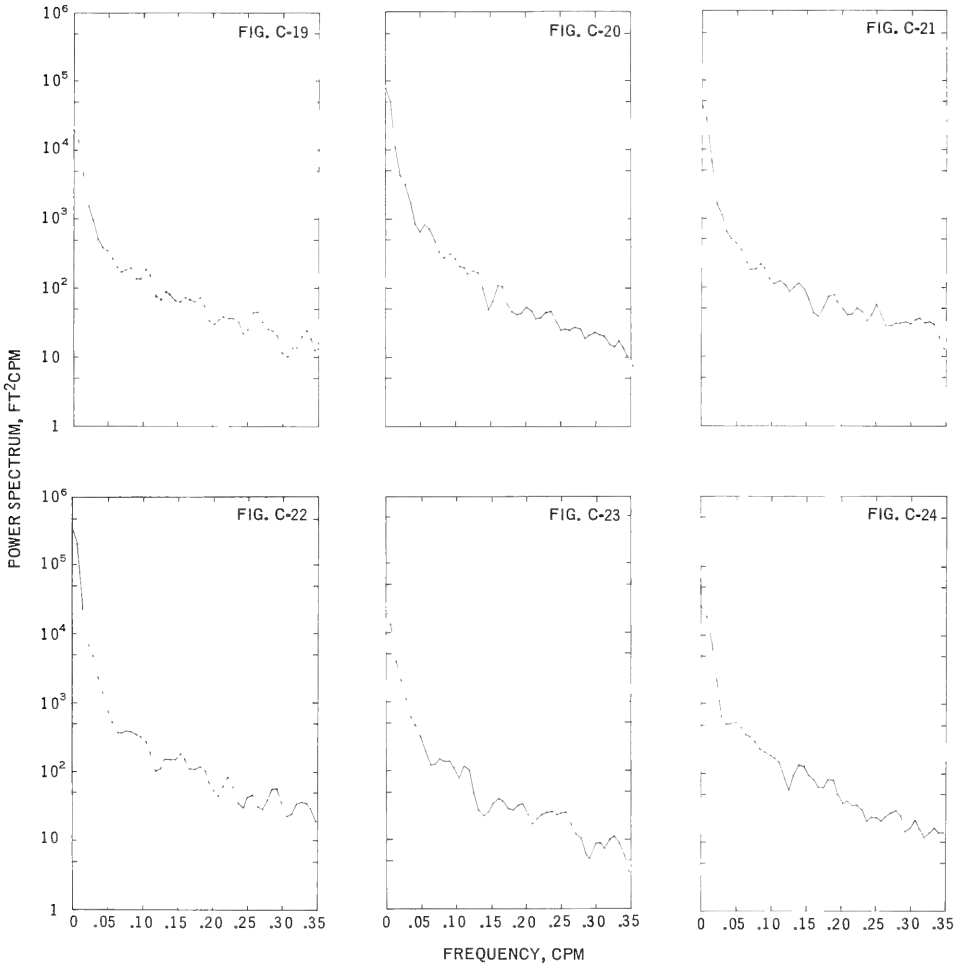 POWER SPECTRUM, FT²CPM
FIG. C-19
FIG. C-20
FIG. C-21
10⁶
10⁵
10⁴
10³
10²
10
1
FIG. C-22
FIG. C-23
FIG. C-24
10⁶
10⁵
10⁴
10³
10²
10
1
0 .05 .10 .15 .20 .25 .30 .35
0 .05 .10 .15 .20 .25 .30 .35
0 .05 .10 .15 .20 .25 .30 .35
FREQUENCY, CPM